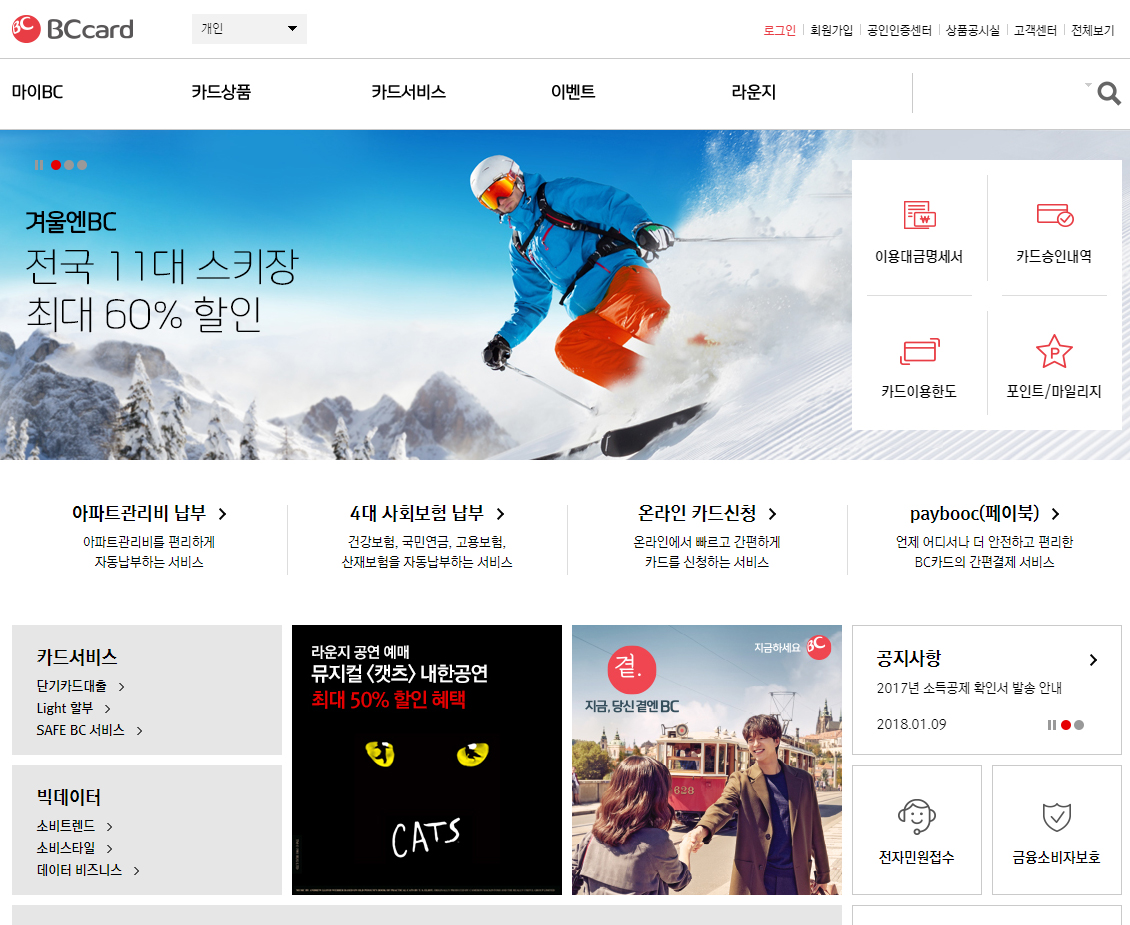 BC BCcard
개인
로그인 회원가입 공인인증센터 상품공시실 고객센터 전체보기
마이BC 카드상품 카드서비스 이벤트 라운지
겨울엔BC
전국 11대 스키장
최대 60% 할인
이용대금명세서 카드승인내역
카드이용한도 포인트/마일리지
아파트관리비 납부
아파트관리비를 편리하게
자동납부하는 서비스
4대 사회보험 납부
건강보험, 국민연금, 고용보험,
산재보험을 자동납부하는 서비스
온라인 카드신청
온라인에서 빠르고 간편하게
카드를 신청하는 서비스
paybooc(페이북)
언제 어디서나 더 안전하고 편리한
BC카드의 간편결제 서비스
카드서비스
단기카드대출
Light 할부
SAFE BC 서비스
빅데이터
소비트렌드
소비스타일
데이터 비즈니스
라운지 공연 예매
뮤지컬 <캣츠> 내한공연
최대 50% 할인 혜택
CATS
지금하세요 BC
곁.
지금, 당신 곁엔 BC
628
공지사항
2017년 소득공제 확인서 발송 안내
2018.01.09
전자민원접수 금융소비자보호